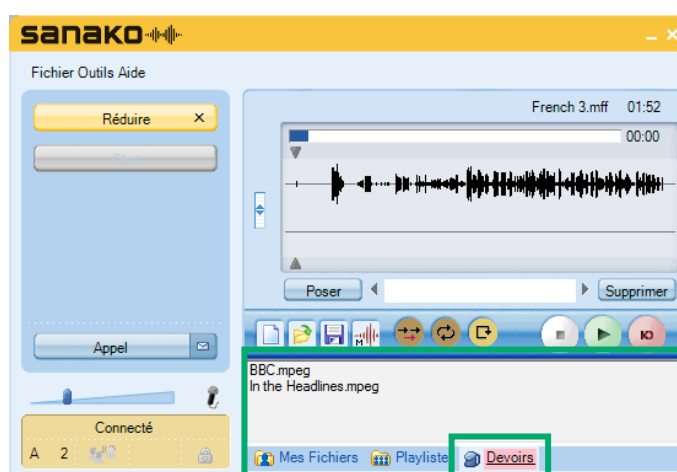 sanako
Fichier Outils Aide
Réduire
French 3.mff 01:52
00:00
Poser
Supprimer
M
Appel
BBC.mpeg
In the Headlines.mpeg
Connecté
A 2
Mes Fichiers Playliste Devoirs